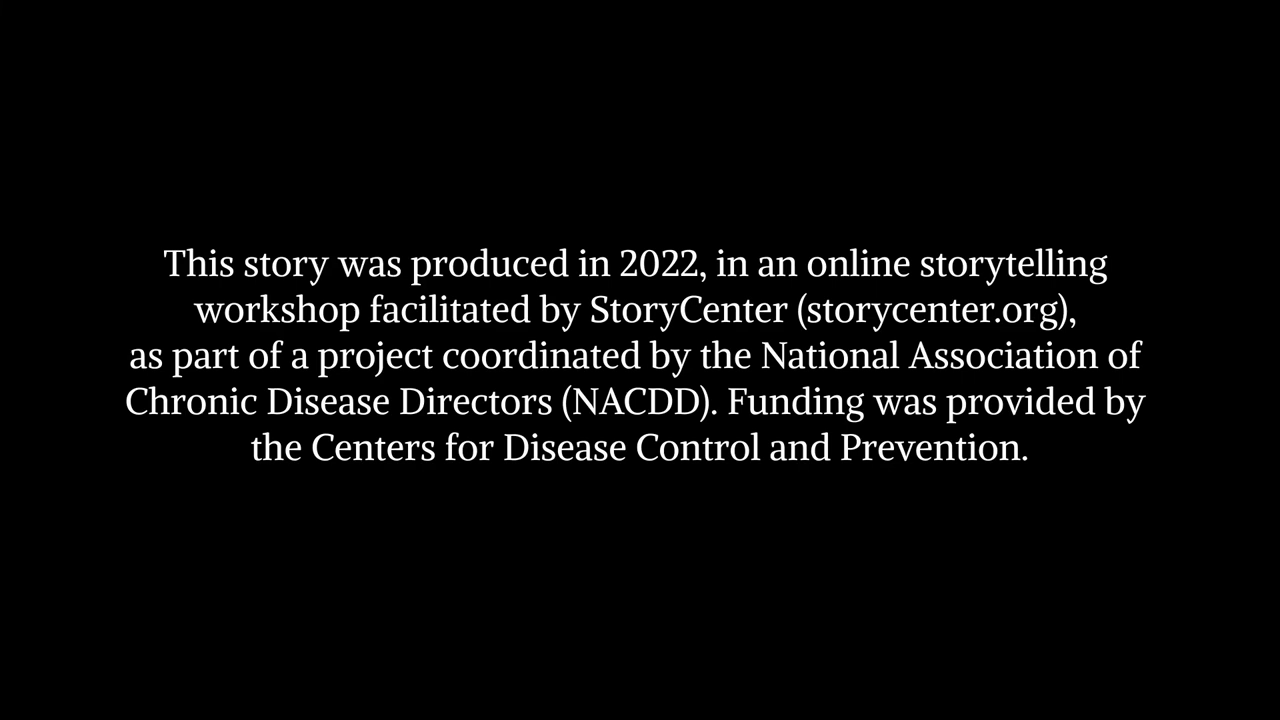 This story was produced in 2022, in an online storytelling
workshop facilitated by StoryCenter (storycenter.org),
as part of a project coordinated by the National Association of
Chronic Disease Directors (NACDD). Funding was provided by
the Centers for Disease Control and Prevention.